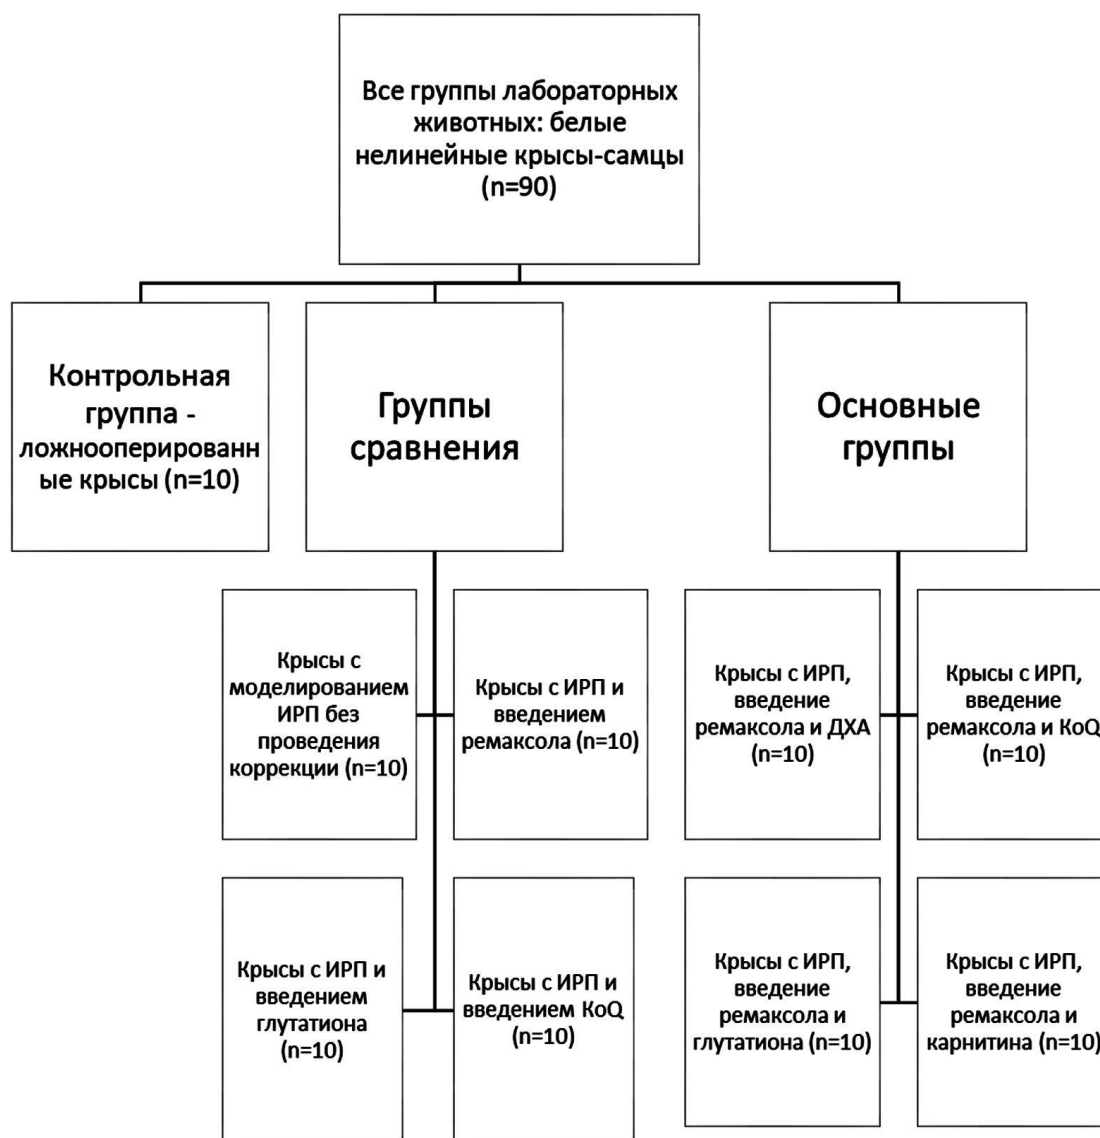 Все группы лабораторных
животных: белые
нелинейные крысы-самцы
(n=90)
Контрольная
группа -
ложнооперированн
ые крысы (n=10)
Группы
сравнения
Основные
группы
Крысы с
моделированием
ИРП без
проведения
коррекции (n=10)
Крысы с ИРП и
введением
ремаксола (n=10)
Крысы с ИРП,
введение
ремаксола и ДХА
(n=10)
Крысы с ИРП,
введение
ремаксола и KoQ
(n=10)
Крысы с ИРП и
введением
глутатиона
(n=10)
Крысы с ИРП и
введением KoQ
(n=10)
Крысы с ИРП,
введение
ремаксола и
глутатиона (n=10)
Крысы с ИРП,
введение
ремаксола и
карнитина (n=10)